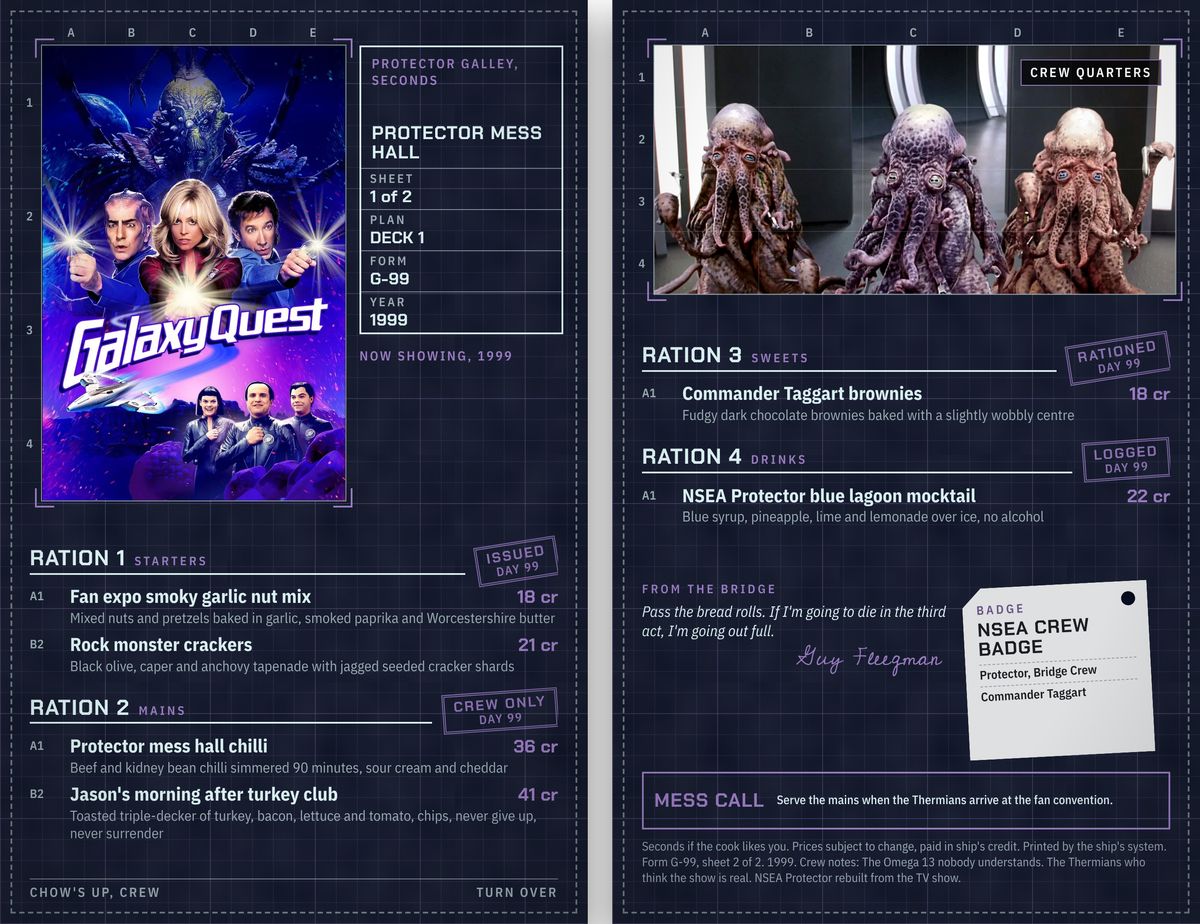 A B C D E
1
2
3
4
GalaxyQuest
PROTECTOR GALLEY,
SECONDS
PROTECTOR MESS
HALL
SHEET
1 of 2
PLAN
DECK 1
FORM
G-99
YEAR
1999
NOW SHOWING, 1999
RATION 1 STARTERS
ISSUED
DAY 99
A1 Fan expo smoky garlic nut mix 18 cr
Mixed nuts and pretzels baked in garlic, smoked paprika and Worcestershire butter
B2 Rock monster crackers 21 cr
Black olive, caper and anchovy tapenade with jagged seeded cracker shards
RATION 2 MAINS
CREW ONLY
DAY 99
A1 Protector mess hall chilli 36 cr
Beef and kidney bean chilli simmered 90 minutes, sour cream and cheddar
B2 Jason's morning after turkey club 41 cr
Toasted triple-decker of turkey, bacon, lettuce and tomato, chips, never give up,
never surrender
CHOW'S UP, CREW TURN OVER
A B C D E
1
2
3
4
CREW QUARTERS
RATION 3 SWEETS
RATIONED
DAY 99
A1 Commander Taggart brownies 18 cr
Fudgy dark chocolate brownies baked with a slightly wobbly centre
RATION 4 DRINKS
LOGGED
DAY 99
A1 NSEA Protector blue lagoon mocktail 22 cr
Blue syrup, pineapple, lime and lemonade over ice, no alcohol
FROM THE BRIDGE
Pass the bread rolls. If I'm going to die in the third
act, I'm going out full.
Guy Fleegman
BADGE
NSEA CREW
BADGE
Protector, Bridge Crew
Commander Taggart
MESS CALL Serve the mains when the Thermians arrive at the fan convention.
Seconds if the cook likes you. Prices subject to change, paid in ship's credit. Printed by the ship's system.
Form G-99, sheet 2 of 2. 1999. Crew notes: The Omega 13 nobody understands. The Thermians who
think the show is real. NSEA Protector rebuilt from the TV show.